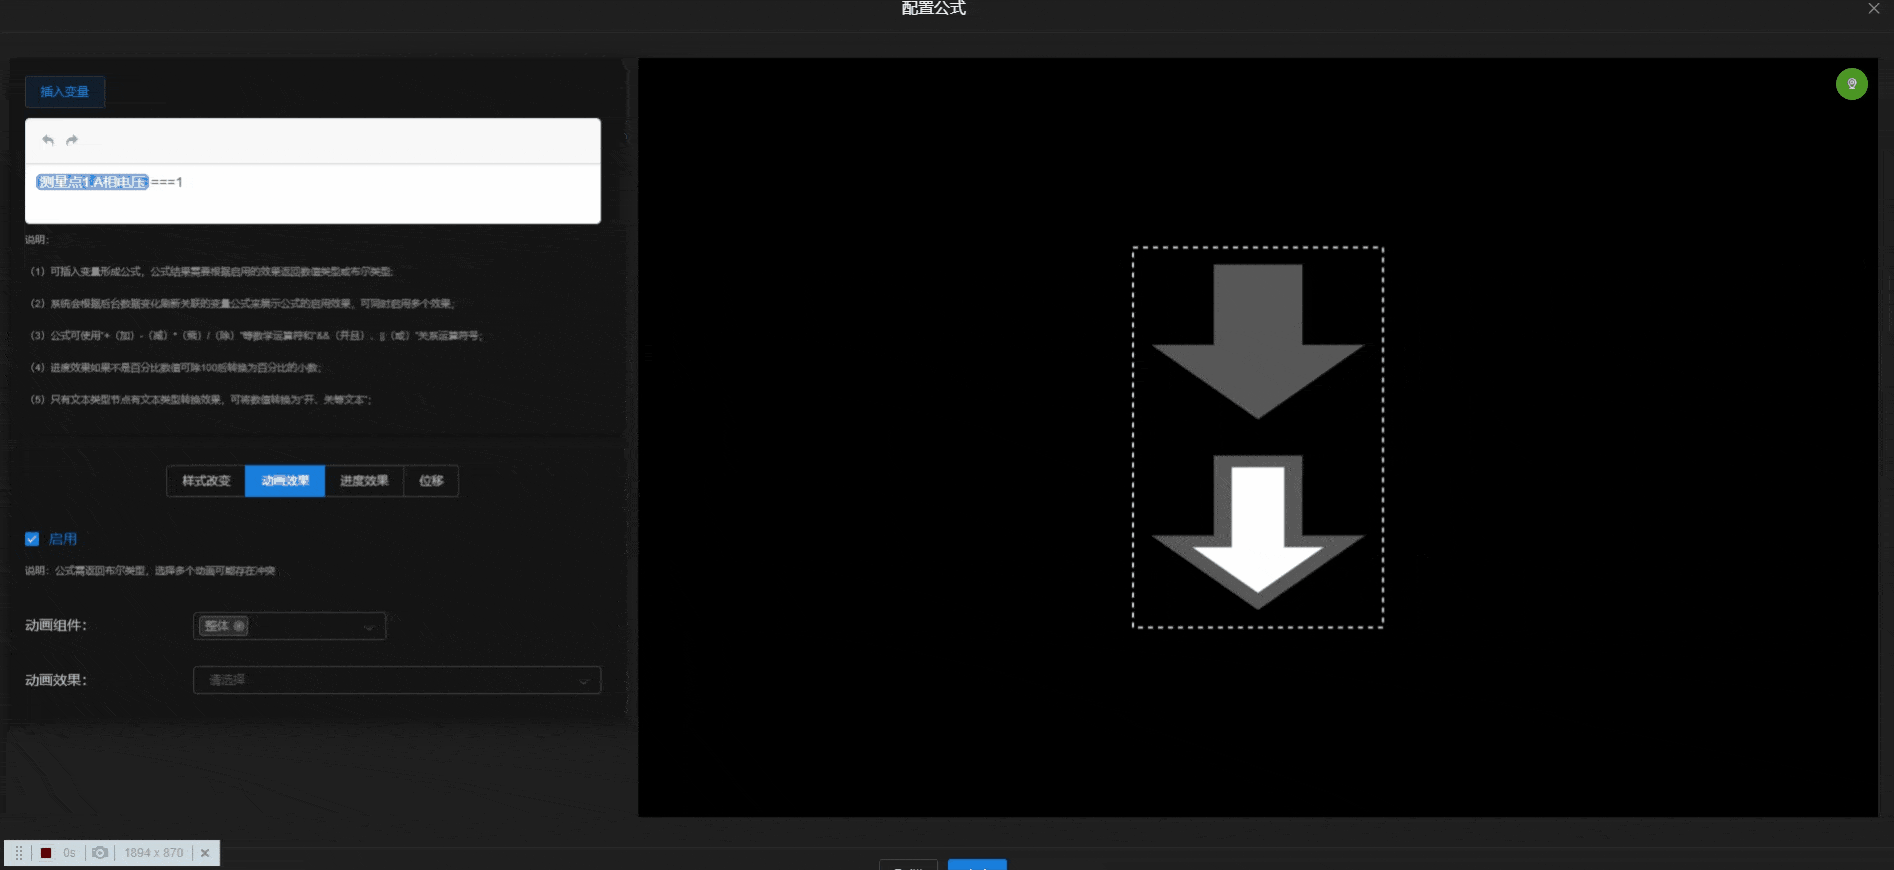 配置公式
插入变量
测量点1.A相电压 ===1
说明：
（1）可插入变量形成公式，公式结果需要根据启用的效果返回数值类型或布尔类型;
（2）系统会根据后台数据变化刷新关联的变量公式来展示公式的启用效果，可同时启用多个效果;
（3）公式可使用"+（加）-（减）*（乘）/（除）"等数学运算符和"&&（并且）、||（或）"关系运算符号;
（4）进度效果如果不是百分比数值可除100后转换为百分比的小数;
（5）只有文本类型节点有文本类型转换效果，可将数值转换为"开、关等文本";
样式改变 动画效果 进度效果 位移
启用
说明：公式需返回布尔类型，选择多个动画可能存在冲突
动画组件： 整体
动画效果： 请选择
0s 1894 x 870